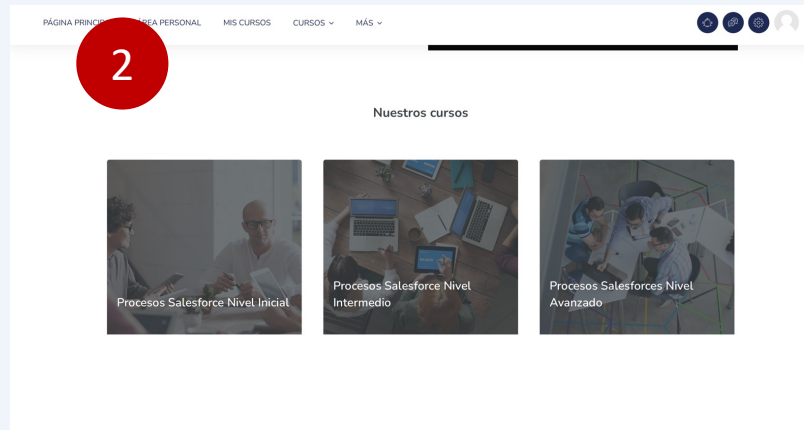 PÁGINA PRINCIP ÁREA PERSONAL MIS CURSOS CURSOS MÁS
2
Nuestros cursos
Procesos Salesforce Nivel Inicial
Procesos Salesforce Nivel
Intermedio
Procesos Salesforces Nivel
Avanzado